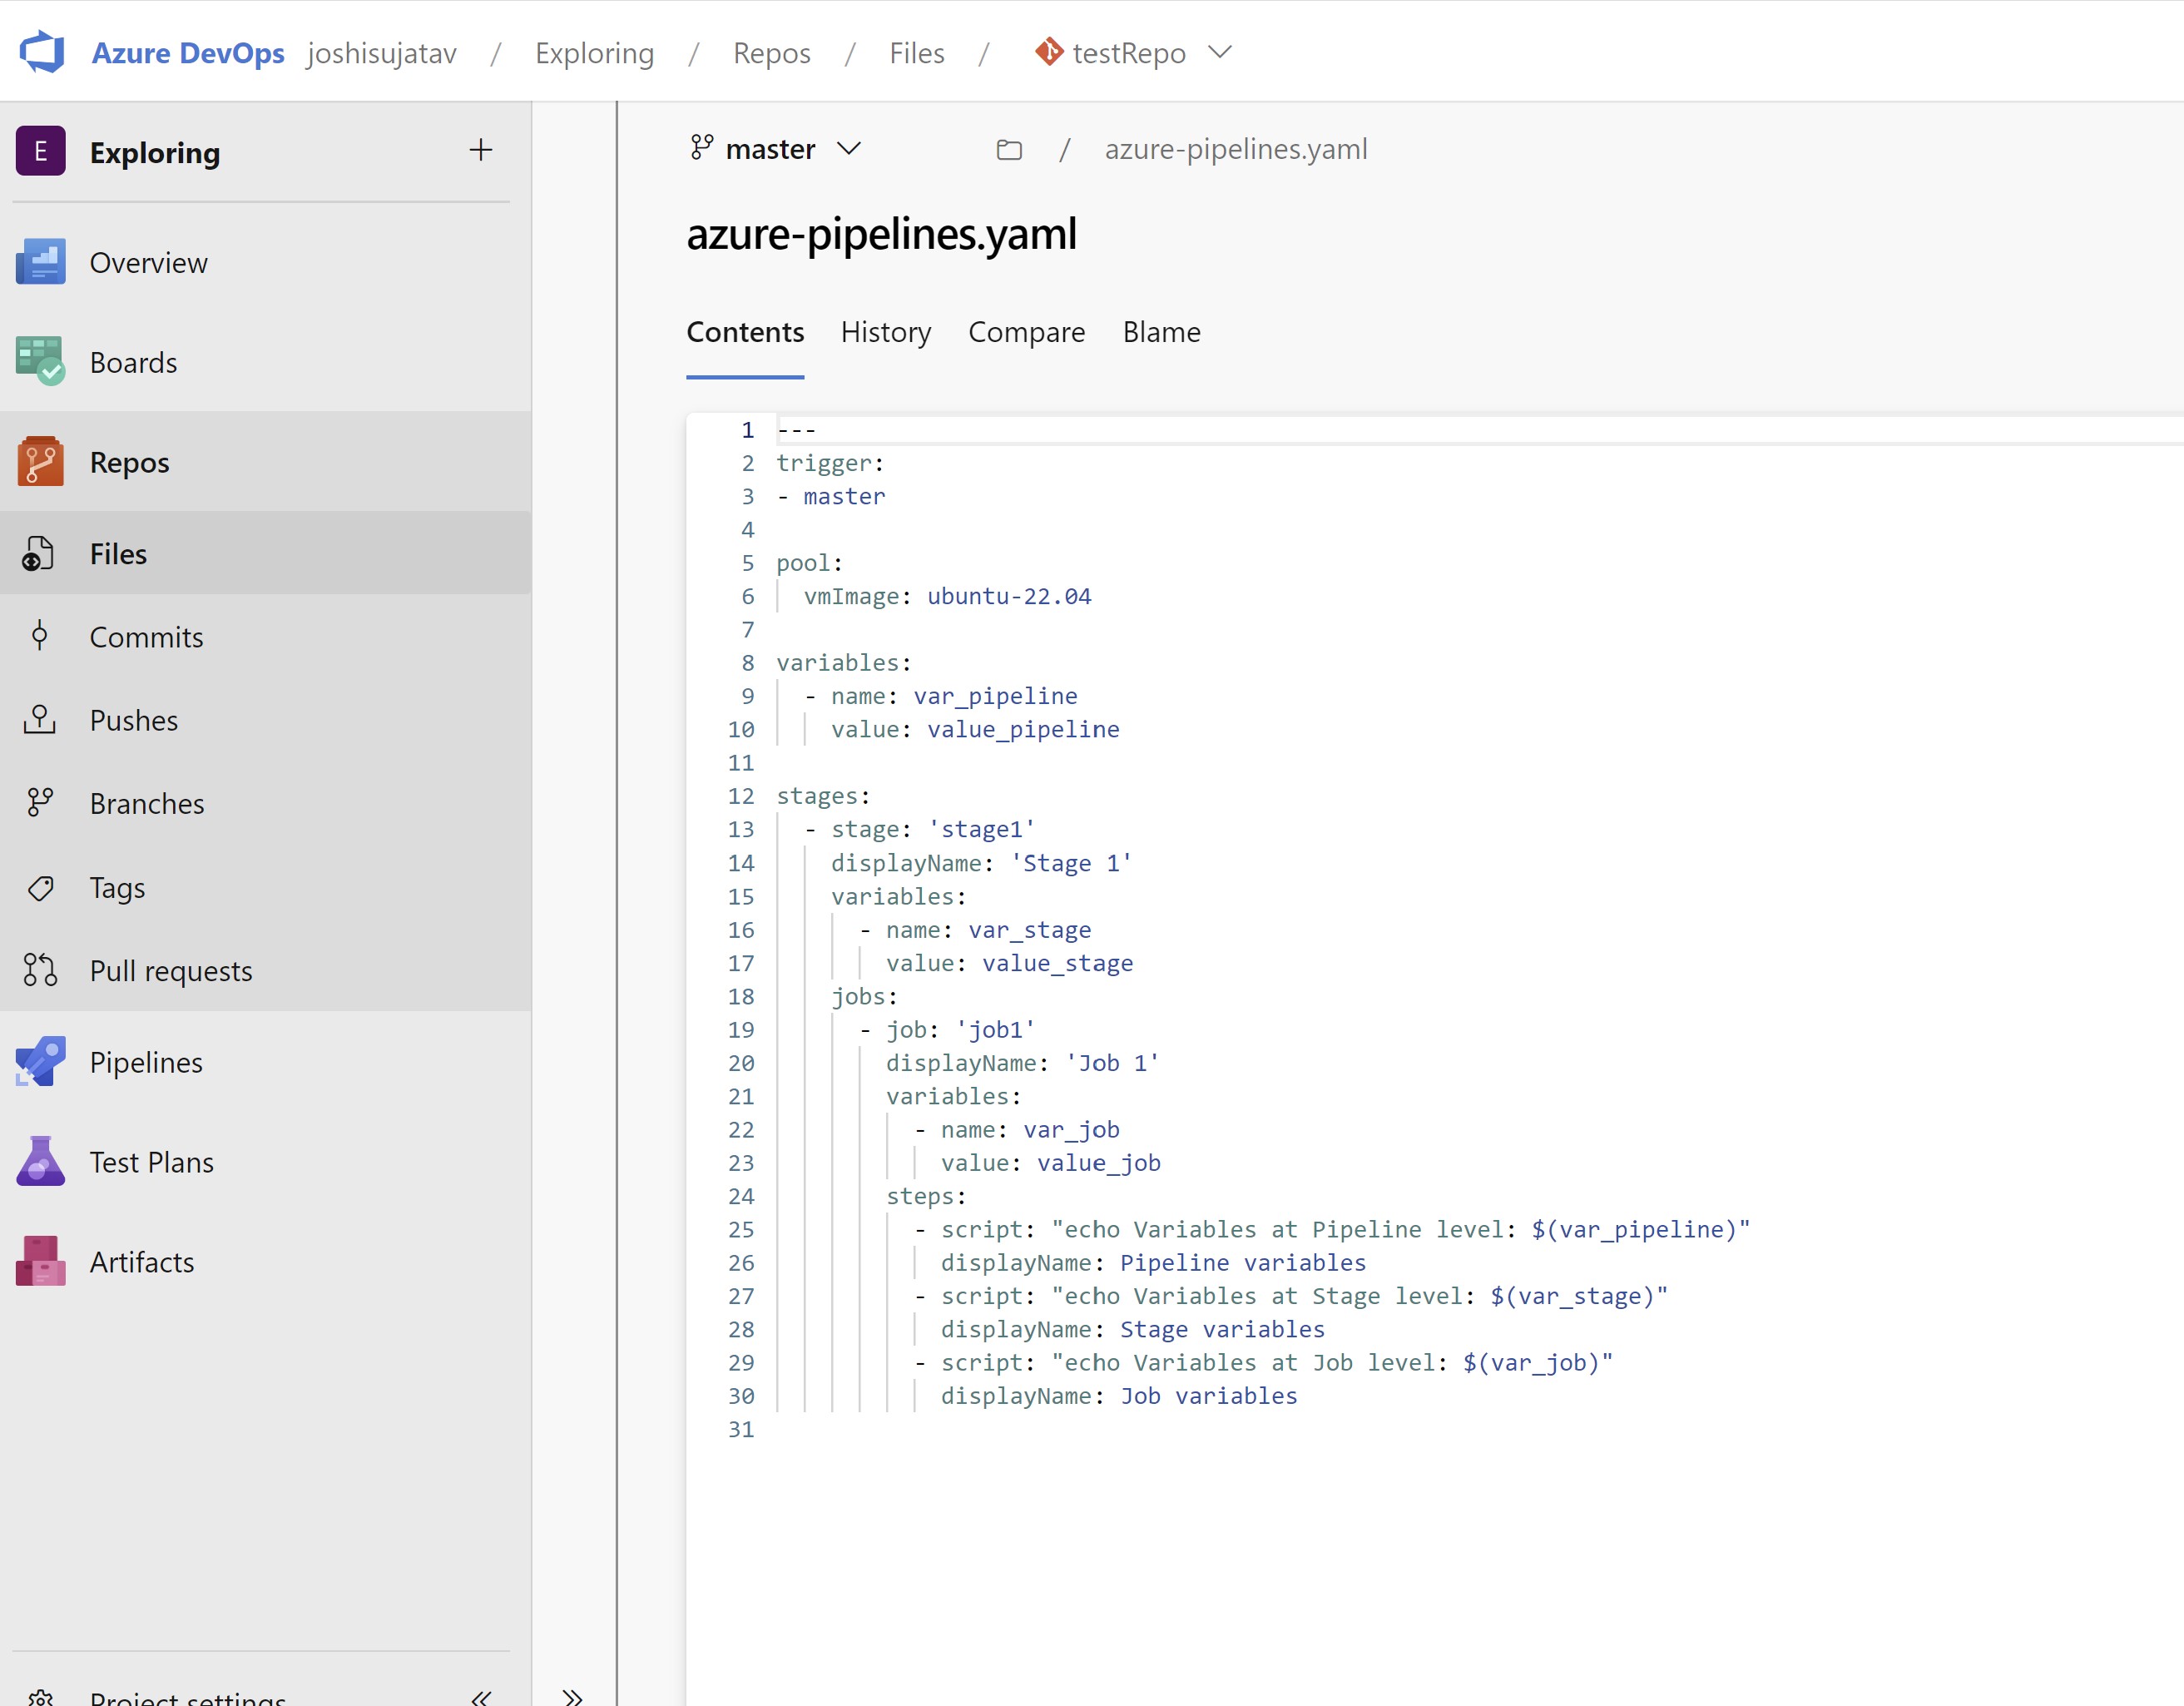 Azure DevOps joshisujatav / Exploring / Repos / Files / testRepo
E Exploring +
Overview
Boards
Repos
Files
Commits
Pushes
Branches
Tags
Pull requests
Pipelines
Test Plans
Artifacts
Project settings
master / azure-pipelines.yaml
azure-pipelines.yaml
Contents History Compare Blame
1 ---
2 trigger:
3 - master
4
5 pool:
6   vmImage: ubuntu-22.04
7
8 variables:
9   - name: var_pipeline
10     value: value_pipeline
11
12 stages:
13   - stage: 'stage1'
14     displayName: 'Stage 1'
15     variables:
16       - name: var_stage
17         value: value_stage
18     jobs:
19       - job: 'job1'
20         displayName: 'Job 1'
21         variables:
22           - name: var_job
23             value: value_job
24         steps:
25           - script: "echo Variables at Pipeline level: $(var_pipeline)"
26             displayName: Pipeline variables
27           - script: "echo Variables at Stage level: $(var_stage)"
28             displayName: Stage variables
29           - script: "echo Variables at Job level: $(var_job)"
30             displayName: Job variables
31